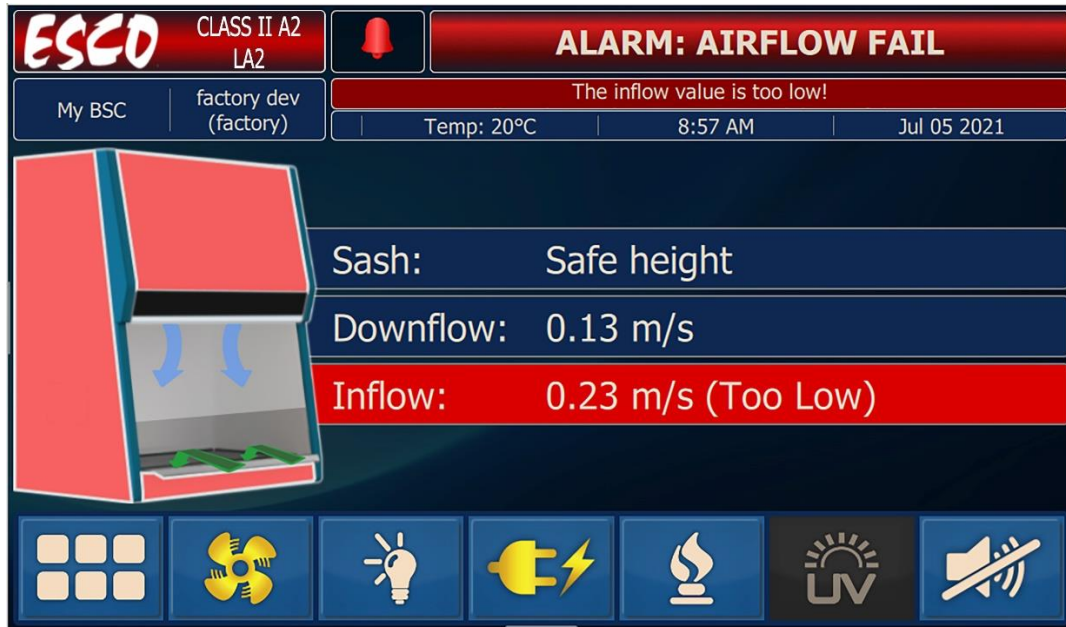 ESCO
CLASS II A2
LA2
ALARM: AIRFLOW FAIL
My BSC
factory dev
(factory)
The inflow value is too low!
Temp: 20°C
8:57 AM
Jul 05 2021
Sash: Safe height
Downflow: 0.13 m/s
Inflow: 0.23 m/s (Too Low)
UV